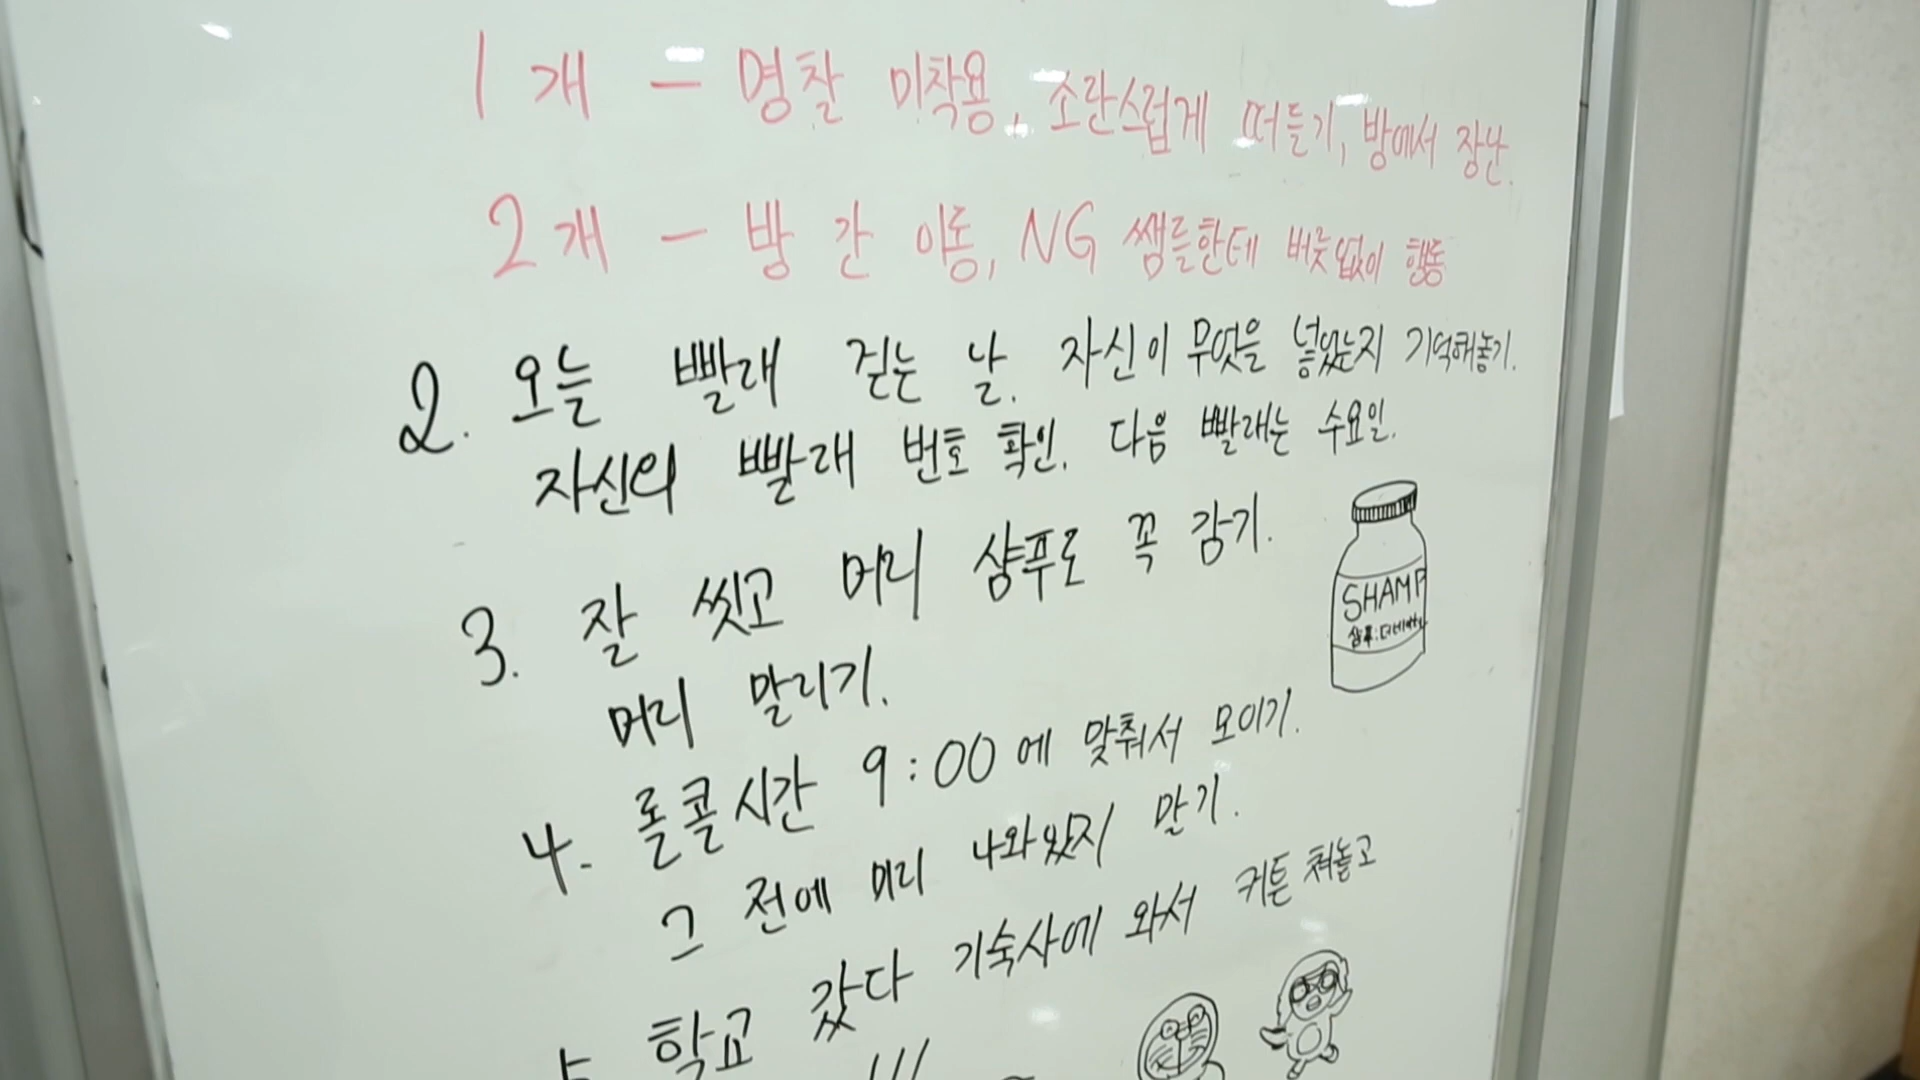 1개 - 명찰 미착용, 소란스럽게 떠들기, 방에서 장난.
2개 - 방 간 이동, NG 쌤들한테 버릇없이 행동
2. 오늘 빨래 걷는 날. 자신이 무엇을 넣었는지 기억해놓기.
자신의 빨래 번호 확인. 다음 빨래는 수요일.
3. 잘 씻고 머리 샴푸로 꼭 감기.
머리 말리기.
SHAMP
샴푸:
4. 롤콜시간 9:00에 맞춰서 모이기.
그 전에 미리 나와있지 말기.
학교 갔다 기숙사에 와서 커튼 쳐놓고